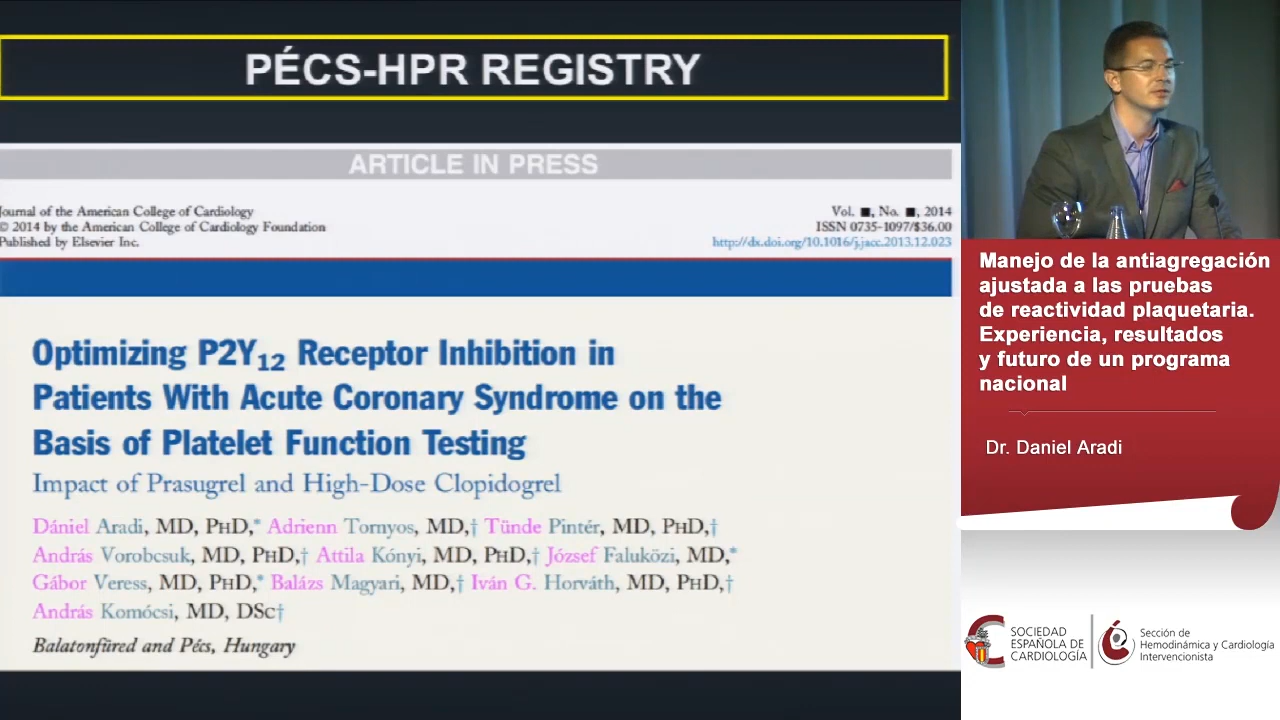 PÉCS-HPR REGISTRY
ARTICLE IN PRESS
Journal of the American College of Cardiology
© 2014 by the American College of Cardiology Foundation
Published by Elsevier Inc.
Vol. ■, No. ■, 2014
ISSN 0735-1097/$36.00
http://dx.doi.org/10.1016/j.jacc.2013.12.023
Optimizing P2Y12 Receptor Inhibition in
Patients With Acute Coronary Syndrome on the
Basis of Platelet Function Testing
Impact of Prasugrel and High-Dose Clopidogrel
Dániel Aradi, MD, PhD,* Adrienn Tornyos, MD,† Tünde Pintér, MD, PhD,†
András Vorobcsuk, MD, PhD,† Attila Kónyi, MD, PhD,† József Faluközi, MD,*
Gábor Veress, MD, PhD,* Balázs Magyari, MD,† Iván G. Horváth, MD, PhD,†
András Komócsi, MD, DSc†
Balatonfüred and Pécs, Hungary
Manejo de la antiagregación
ajustada a las pruebas
de reactividad plaquetaria.
Experiencia, resultados
y futuro de un programa
nacional
Dr. Daniel Aradi
SOCIEDAD
ESPAÑOLA DE
CARDIOLOGÍA
Sección de
Hemodinámica y Cardiología
Intervencionista